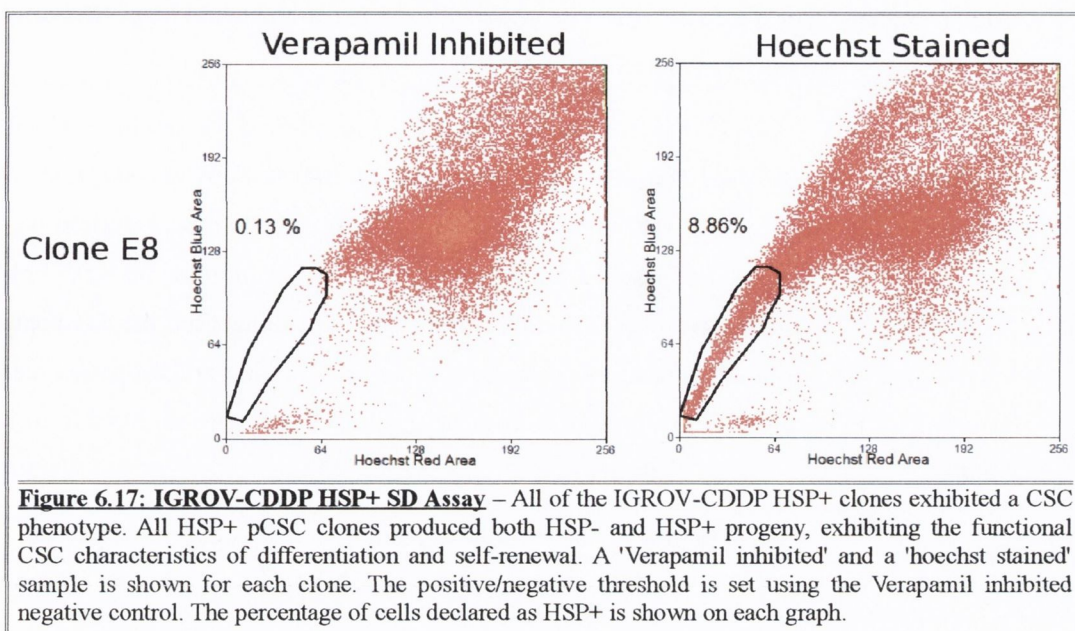 Verapamil Inhibited
Hoechst Stained
Clone E8
256
192
128
64
0
0.13 %
Hoechst Blue Area
0 64 128 192 256
Hoechst Red Area
256
192
128
64
0
8.86%
Hoechst Blue Area
0 64 128 192 256
Hoechst Red Area
Figure 6.17: IGROV-CDDP HSP+ SD Assay – All of the IGROV-CDDP HSP+ clones exhibited a CSC
phenotype. All HSP+ pCSC clones produced both HSP- and HSP+ progeny, exhibiting the functional
CSC characteristics of differentiation and self-renewal. A 'Verapamil inhibited' and a 'hoechst stained'
sample is shown for each clone. The positive/negative threshold is set using the Verapamil inhibited
negative control. The percentage of cells declared as HSP+ is shown on each graph.